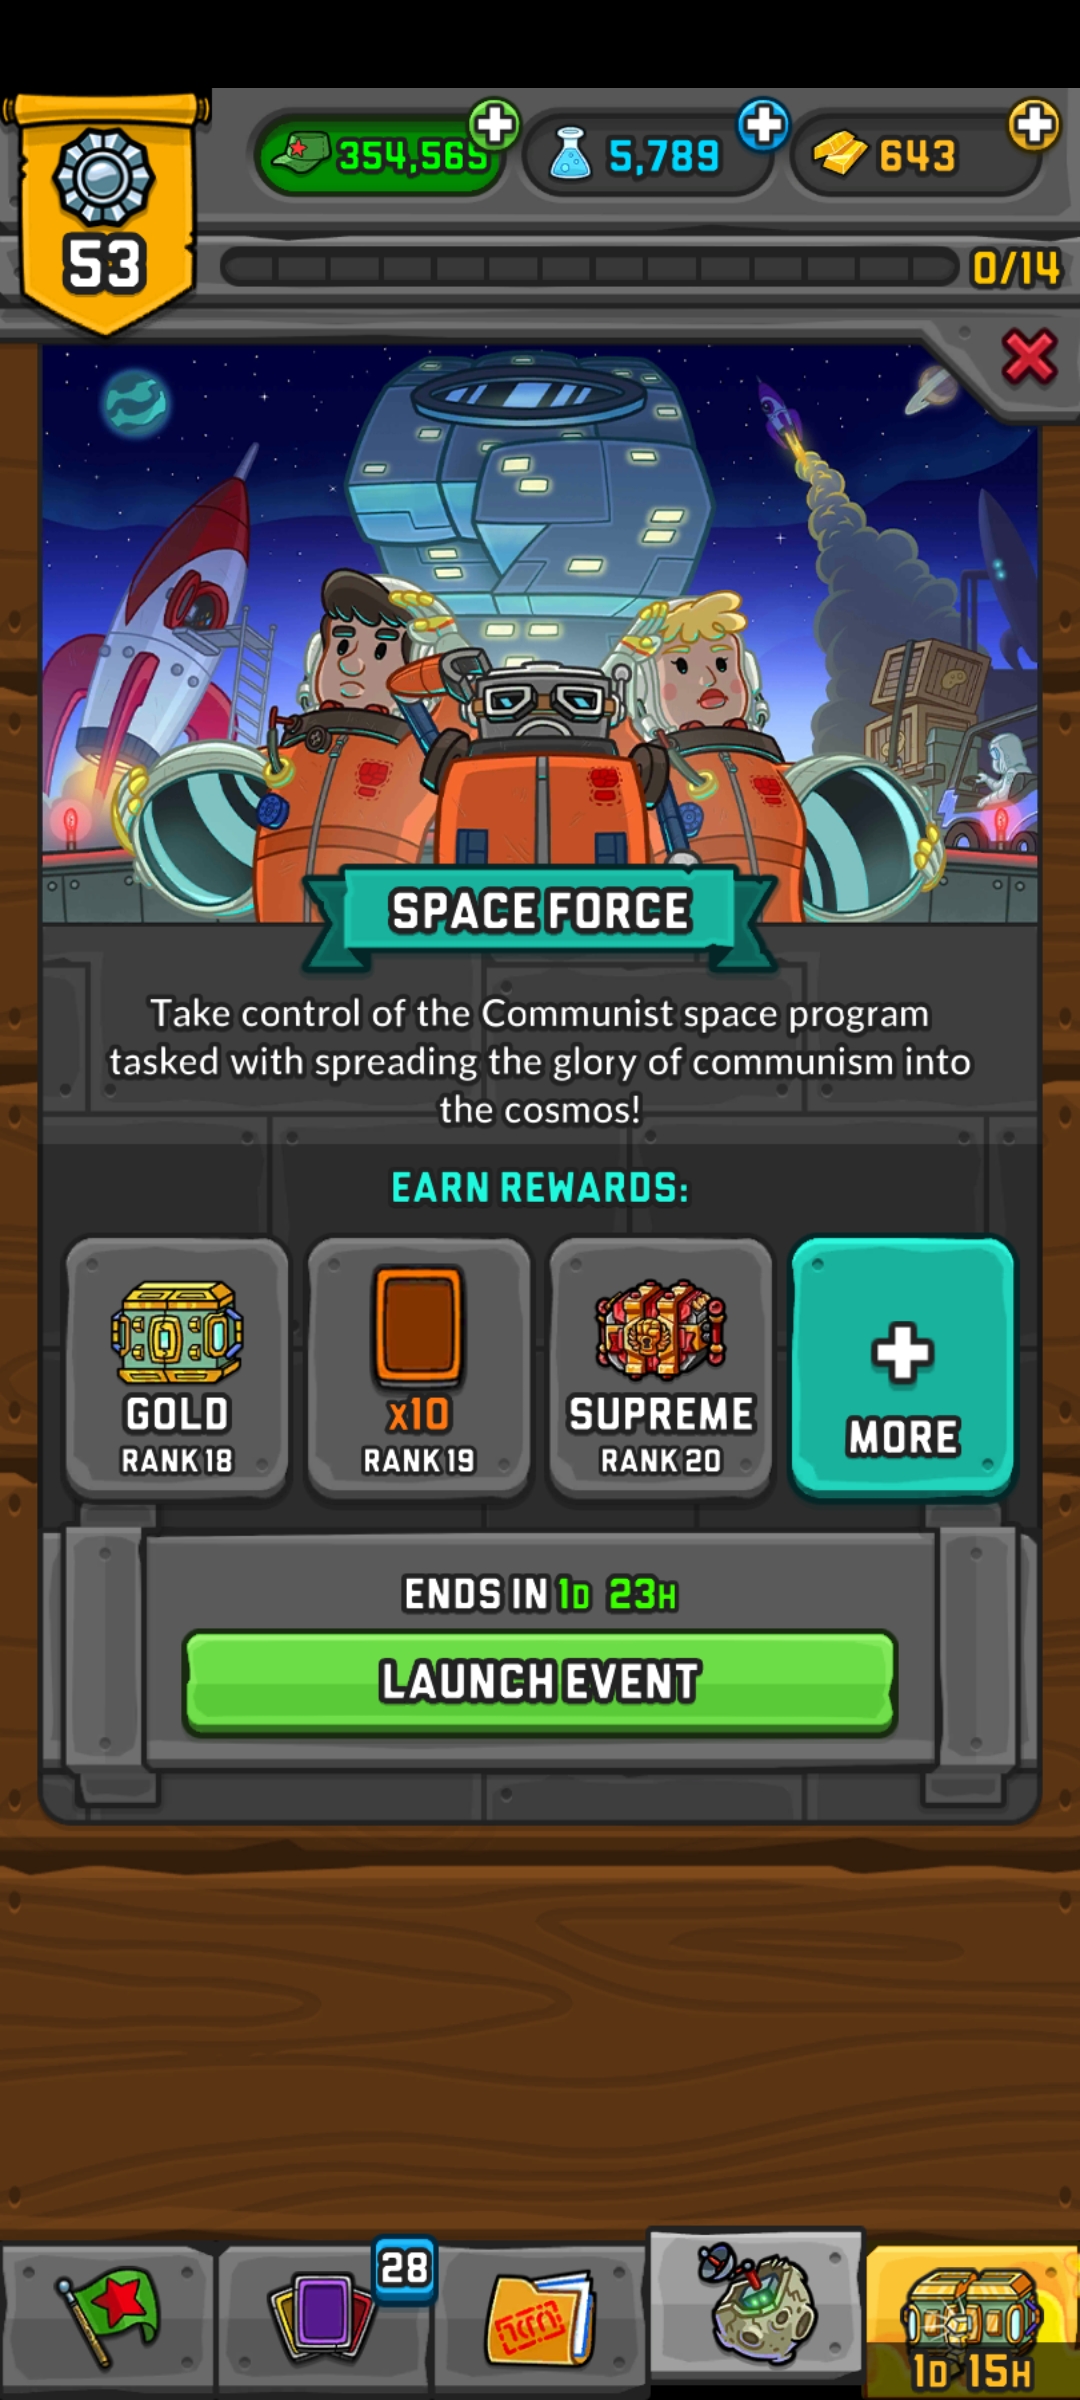 354,565
5,789
643
53
0/14
SPACE FORCE
Take control of the Communist space program
tasked with spreading the glory of communism into
the cosmos!
EARN REWARDS:
GOLD
RANK 18
x10
RANK 19
SUPREME
RANK 20
MORE
ENDS IN 1D 23H
LAUNCH EVENT
28
1D 15H